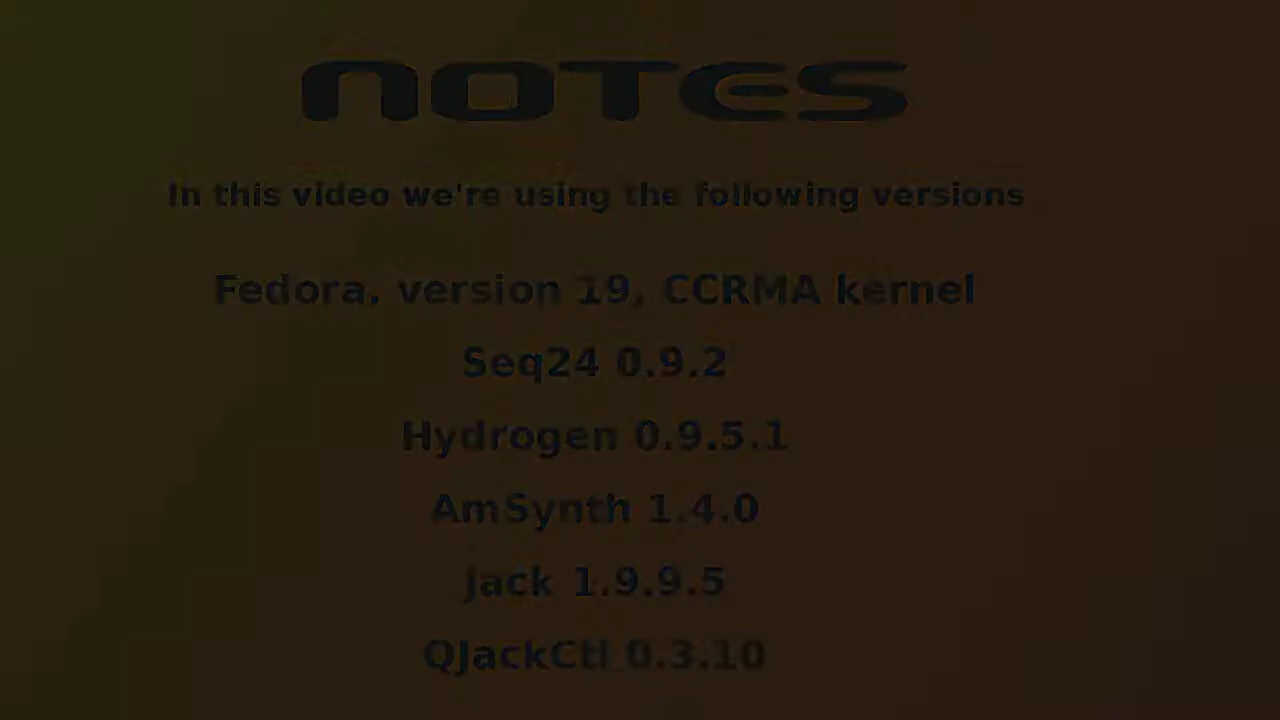 NOTES
In this video we're using the following versions
Fedora, version 19, CCRMA kernel
Seq24 0.9.2
Hydrogen 0.9.5.1
AmSynth 1.4.0
Jack 1.9.9.5
QJackCtl 0.3.10